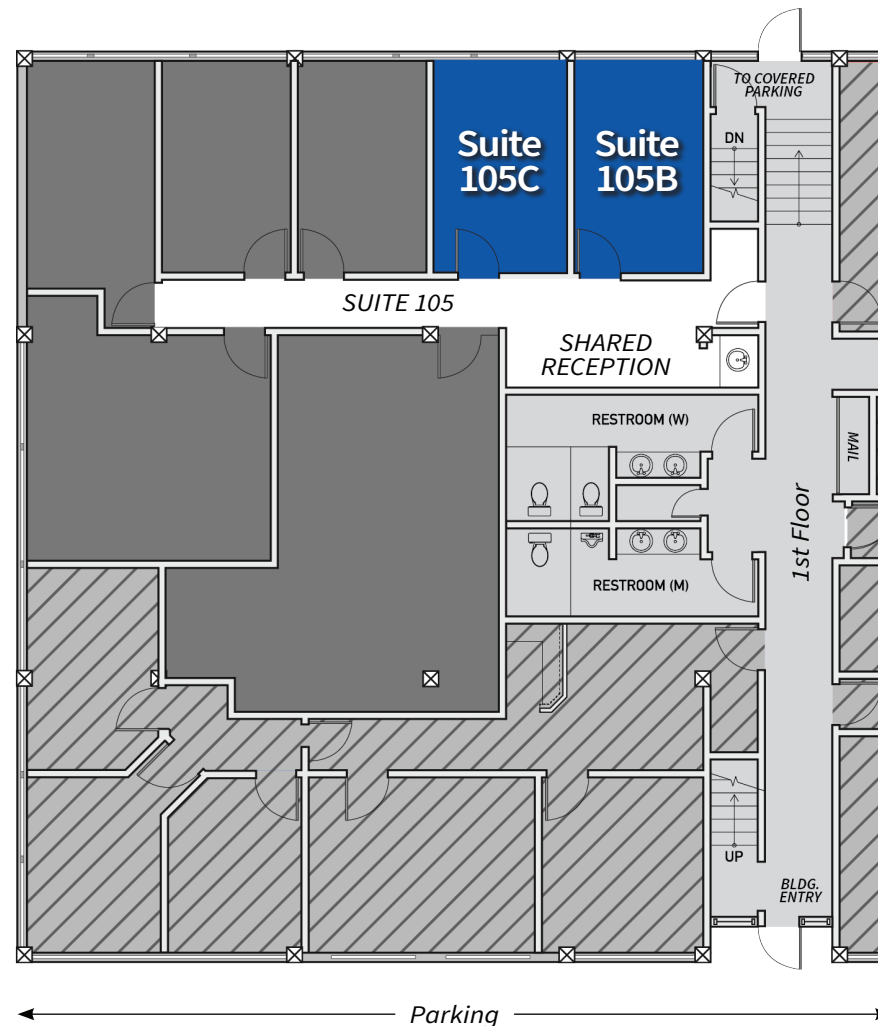 TO COVERED
PARKING
DN
Suite
105C
Suite
105B
SUITE 105
SHARED
RECEPTION
RESTROOM (W)
MAIL
1st Floor
RESTROOM (M)
UP
BLDG.
ENTRY
Parking